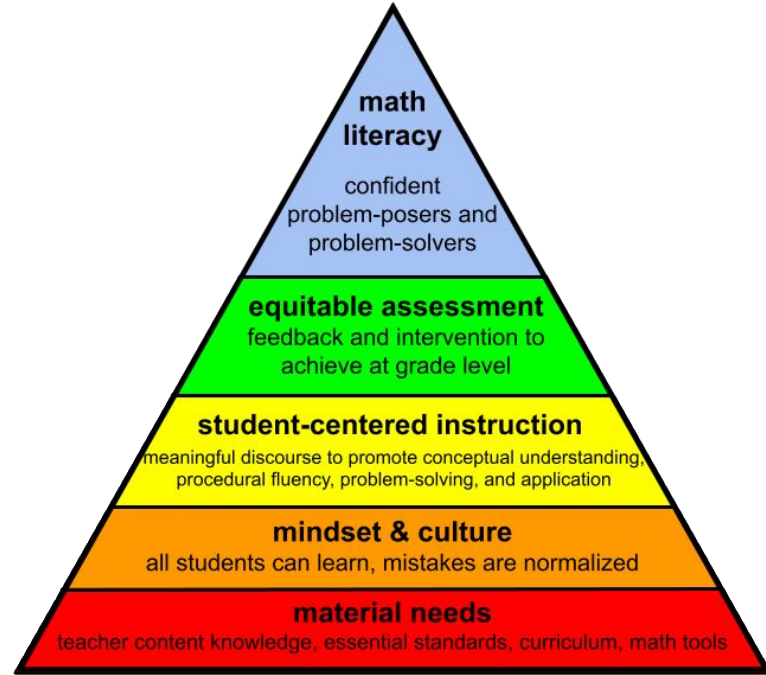 math
literacy
confident
problem-posers and
problem-solvers
equitable assessment
feedback and intervention to
achieve at grade level
student-centered instruction
meaningful discourse to promote conceptual understanding,
procedural fluency, problem-solving, and application
mindset & culture
all students can learn, mistakes are normalized
material needs
teacher content knowledge, essential standards, curriculum, math tools